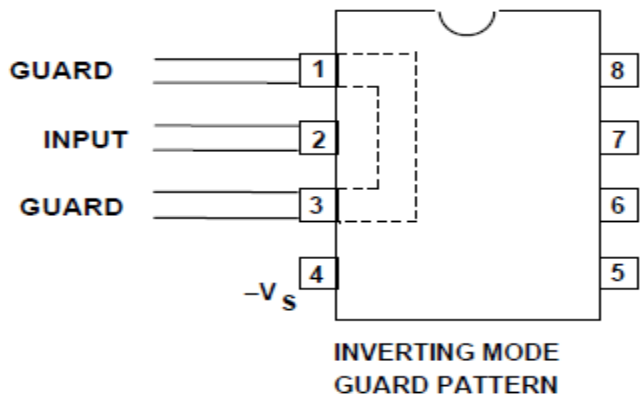 GUARD 1 8
INPUT 2 7
GUARD 3 6
–VS 4 5
INVERTING MODE
GUARD PATTERN